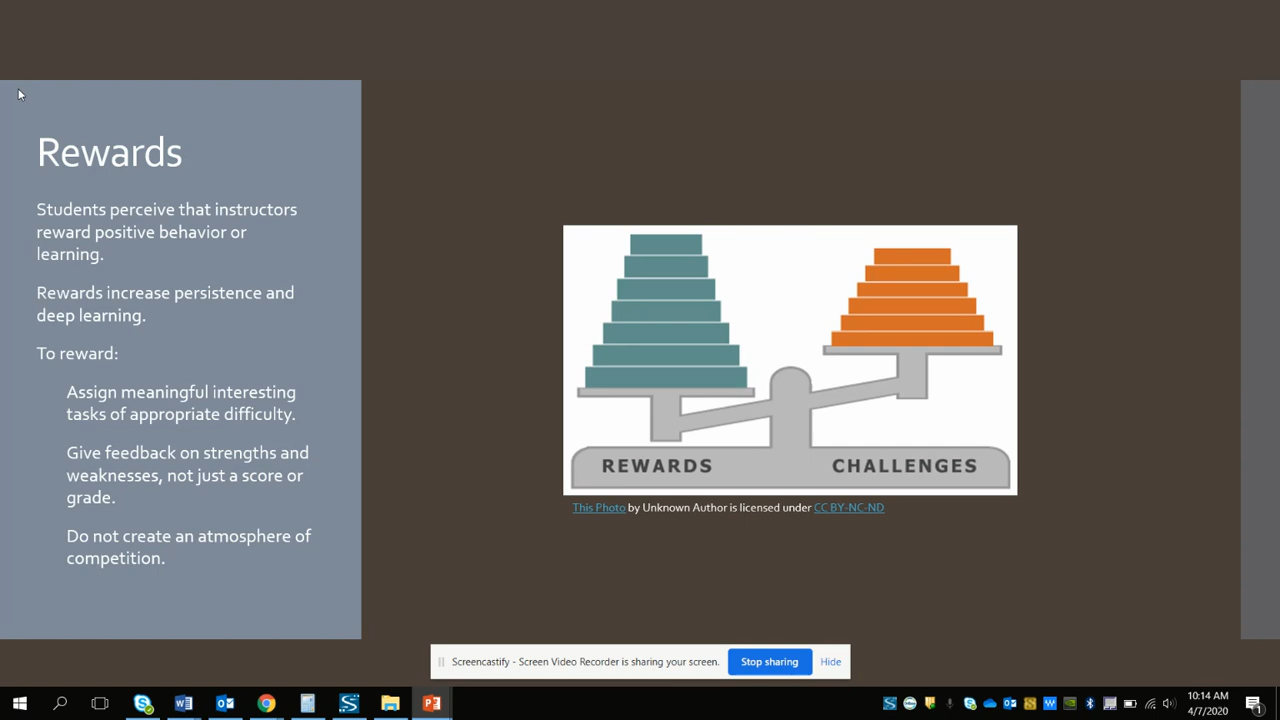 Rewards
Students perceive that instructors
reward positive behavior or
learning.
Rewards increase persistence and
deep learning.
To reward:
Assign meaningful interesting
tasks of appropriate difficulty.
Give feedback on strengths and
weaknesses, not just a score or
grade.
Do not create an atmosphere of
competition.
REWARDS
CHALLENGES
This Photo by Unknown Author is licensed under CC BY-NC-ND
Screencastify - Screen Video Recorder is sharing your screen.
Stop sharing
Hide
10:14 AM
4/7/2020